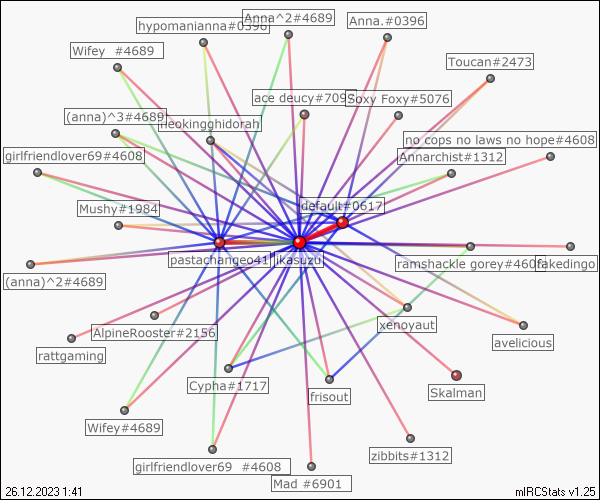 Anna^2#4689
hypomanianna#0396
Anna.#0396
Wifey #4689
Toucan#2473
ace deucy#709
Soxy Foxy#5076
(anna)^3#4689
rieokingghidorah
no cops no laws no hope#4608
girlfriendlover69#4608
Annarchist#1312
Mushy#1984
default#0617
pastachangeo41
jkasuzu
(anna)^2#4689
ramshackle gorey#460
fakedingo
AlpineRooster#2156
xenoyaut
rattgaming
avelicious
Cypha#1717
frisout
Skalman
Wifey#4689
zibbits#1312
girlfriendlover69 #4608
Mad #6901
26.12.2023 1:41
mIRCStats v1.25